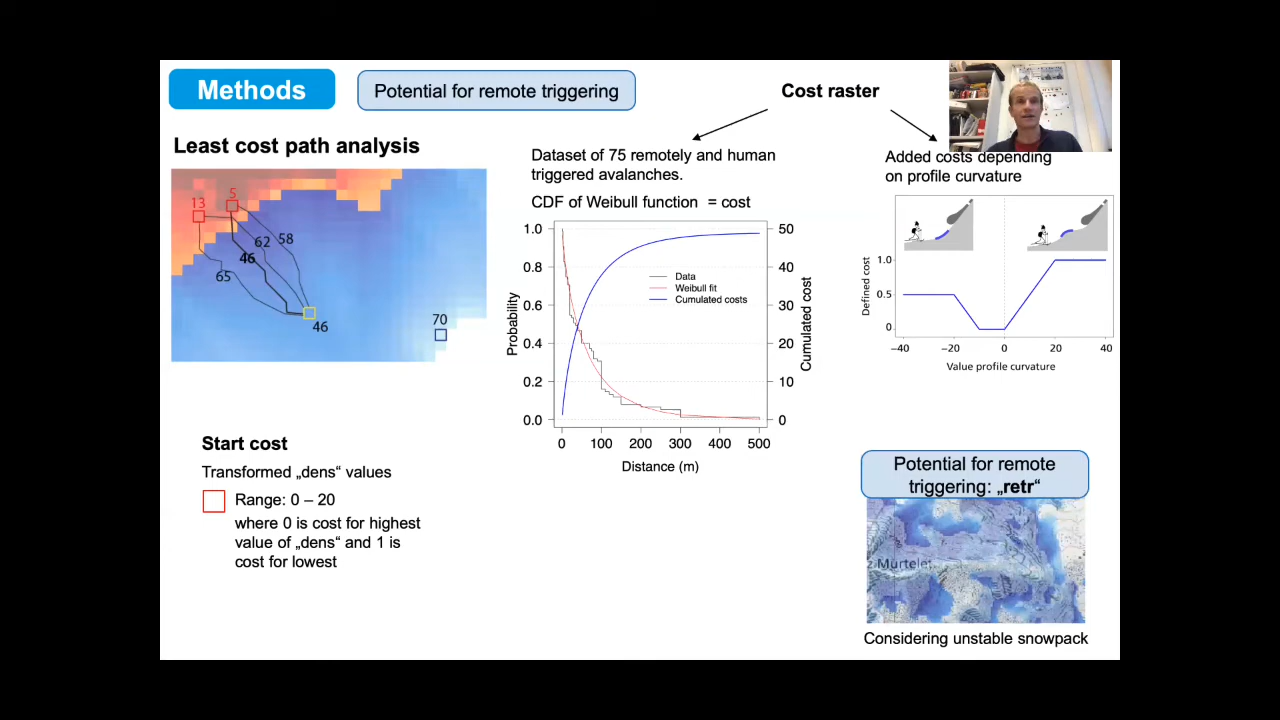 Methods
Potential for remote triggering
Cost raster
Least cost path analysis
13
5
62
58
46
65
46
70
Start cost
Transformed „dens“ values
Range: 0 – 20
where 0 is cost for highest
value of „dens“ and 1 is
cost for lowest
Dataset of 75 remotely and human
triggered avalanches.
CDF of Weibull function = cost
1.0
0.8
0.6
0.4
0.2
0.0
Probability
50
40
30
20
10
0
Cumulated cost
Data
Weibull fit
Cumulated costs
0 100 200 300 400 500
Distance (m)
Added costs depending
on profile curvature
1.0
0.5
0
Defined cost
−40 −20 0 20 40
Value profile curvature
Potential for remote
triggering: „retr“
z Murtelet
Considering unstable snowpack